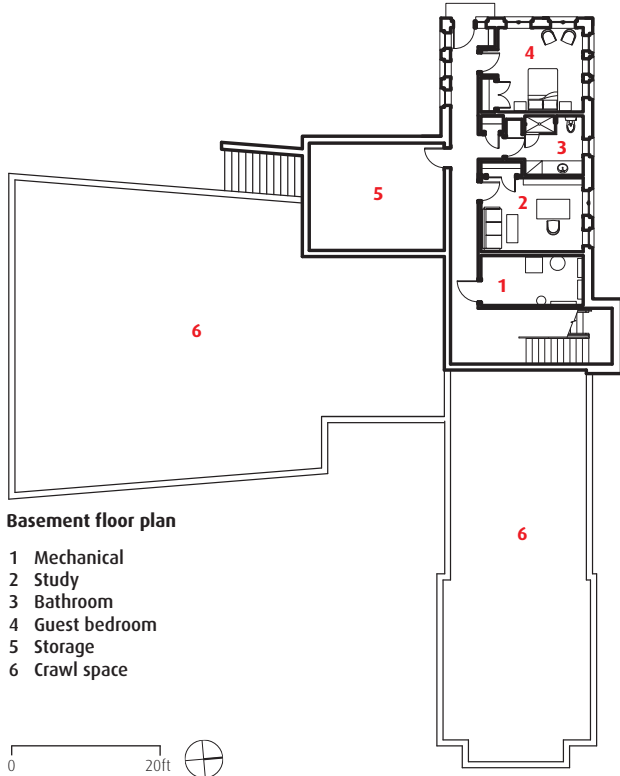 4
3
5
2
1
6
6
Basement floor plan
1 Mechanical
2 Study
3 Bathroom
4 Guest bedroom
5 Storage
6 Crawl space
0 20ft